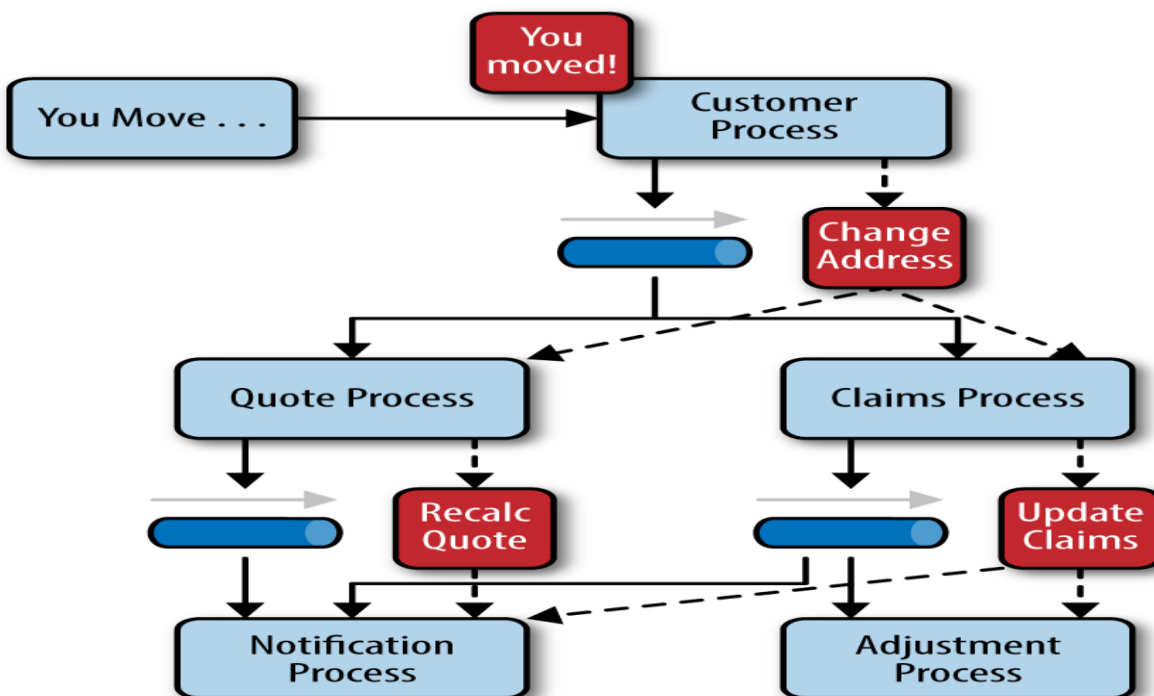 You
moved!
You Move . . .
Customer
Process
Change
Address
Quote Process
Claims Process
Recalc
Quote
Update
Claims
Notification
Process
Adjustment
Process